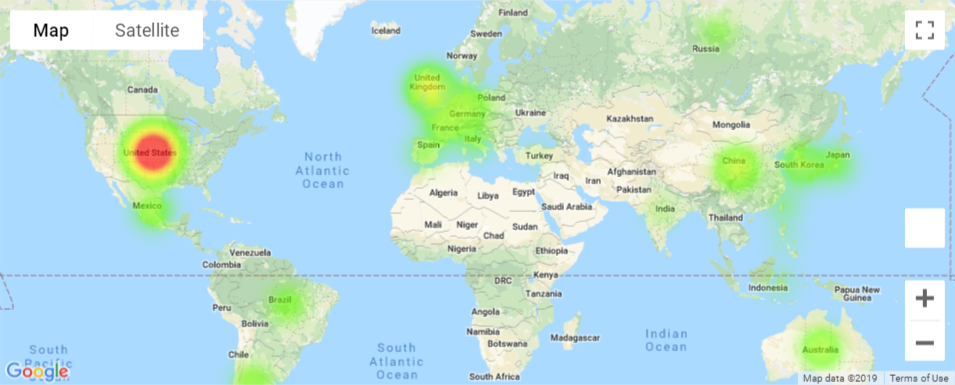 Map
Satellite
Iceland
Finland
Sweden
Norway
Russia
Canada
United
Kingdom
Poland
Germany
Ukraine
France
Kazakhstan
Mongolia
Spain
Italy
Turkey
United States
North
Atlantic
Ocean
China
South Korea
Japan
Iraq
Iran
Afghanistan
Pakistan
Mexico
Algeria
Libya
Egypt
Saudi Arabia
India
Thailand
Mali
Niger
Chad
Sudan
Nigeria
Ethiopia
Venezuela
Colombia
DRC
Kenya
Tanzania
Indonesia
Papua New
Guinea
Brazil
Peru
Bolivia
Angola
Namibia
Botswana
Madagascar
Indian
Ocean
Chile
South
Pacific
Ocean
South
Atlantic
Ocean
Australia
South Africa
Google
Map data ©2019
Terms of Use